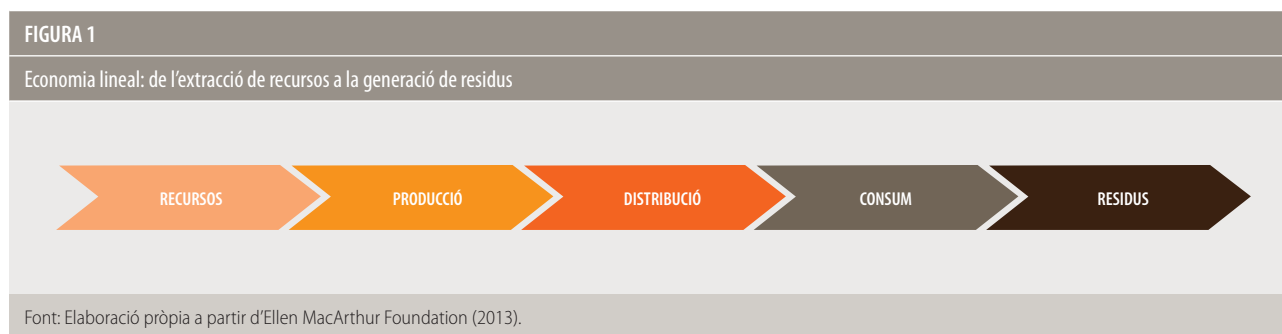 FIGURA 1
Economia lineal: de l’extracció de recursos a la generació de residus
RECURSOS PRODUCCIÓ DISTRIBUCIÓ CONSUM RESIDUS
Font: Elaboració pròpia a partir d’Ellen MacArthur Foundation (2013).